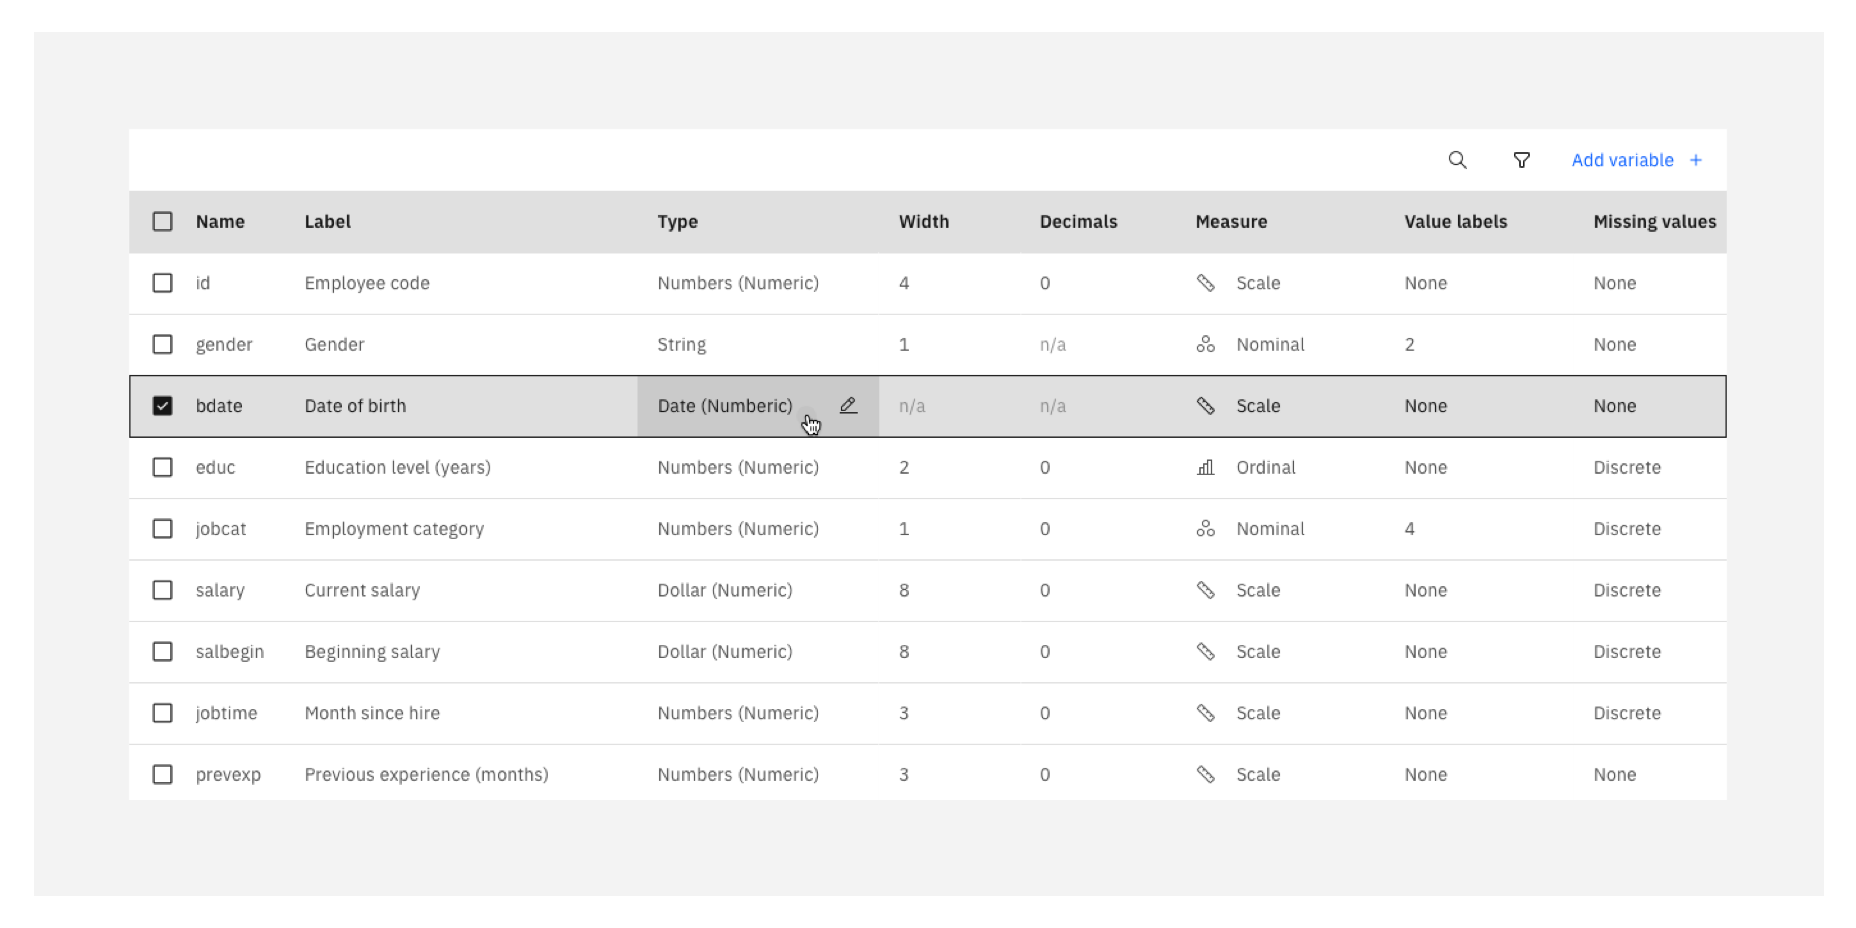 Add variable +
Name Label Type Width Decimals Measure Value labels Missing values
id Employee code Numbers (Numeric) 4 0 Scale None None
gender Gender String 1 n/a Nominal 2 None
bdate Date of birth Date (Numberic) n/a n/a Scale None None
educ Education level (years) Numbers (Numeric) 2 0 Ordinal None Discrete
jobcat Employment category Numbers (Numeric) 1 0 Nominal 4 Discrete
salary Current salary Dollar (Numeric) 8 0 Scale None Discrete
salbegin Beginning salary Dollar (Numeric) 8 0 Scale None Discrete
jobtime Month since hire Numbers (Numeric) 3 0 Scale None Discrete
prevexp Previous experience (months) Numbers (Numeric) 3 0 Scale None None